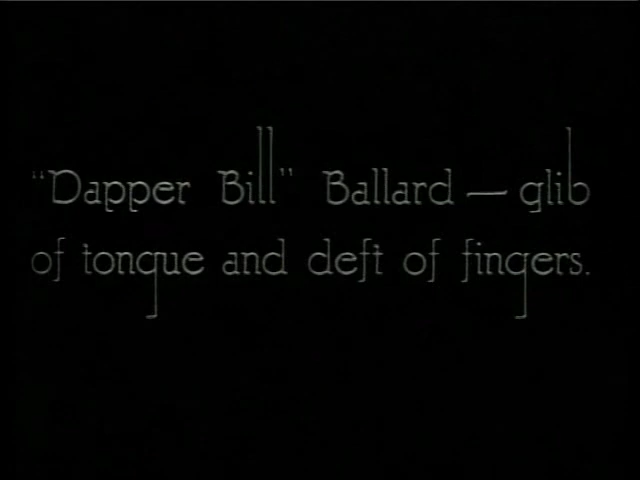 "Dapper Bill" Ballard — glib
of tongue and deft of fingers.